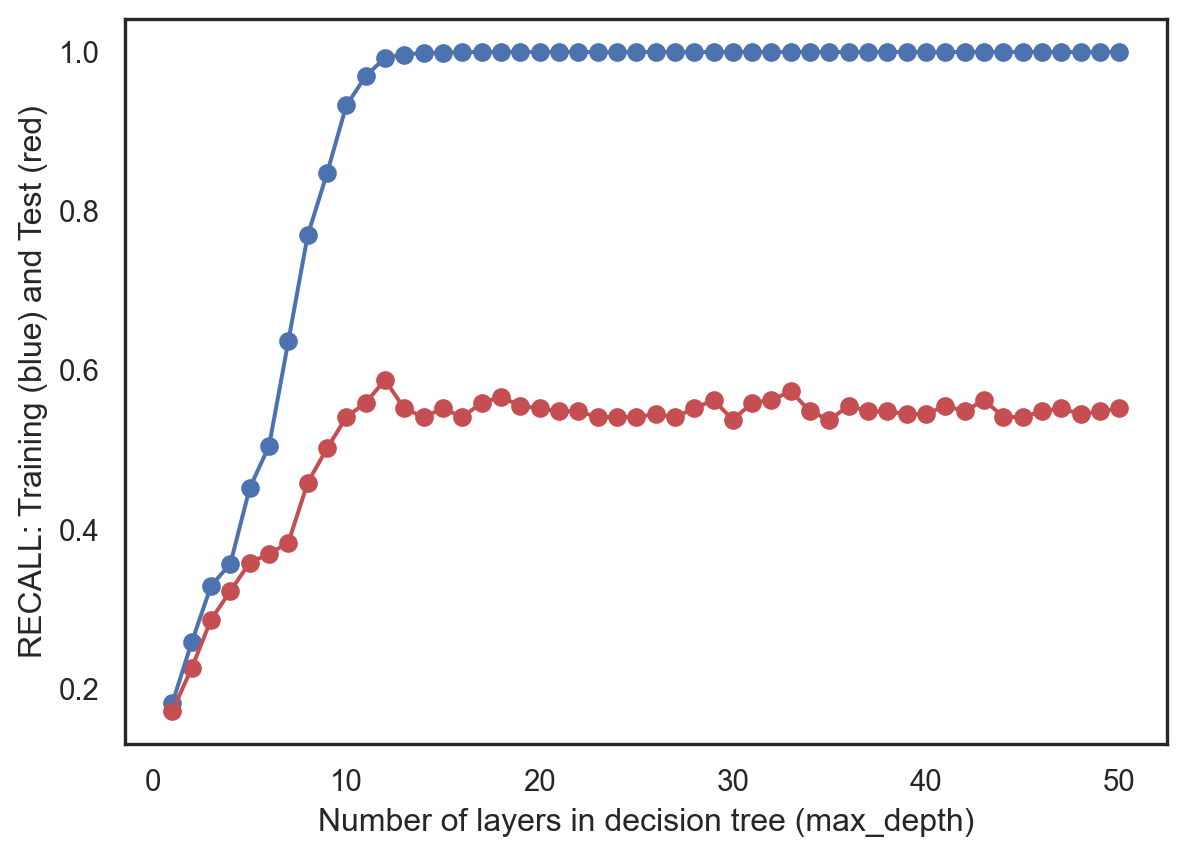 RECALL: Training (blue) and Test (red)
1.0
0.8
0.6
0.4
0.2
0 10 20 30 40 50
Number of layers in decision tree (max_depth)